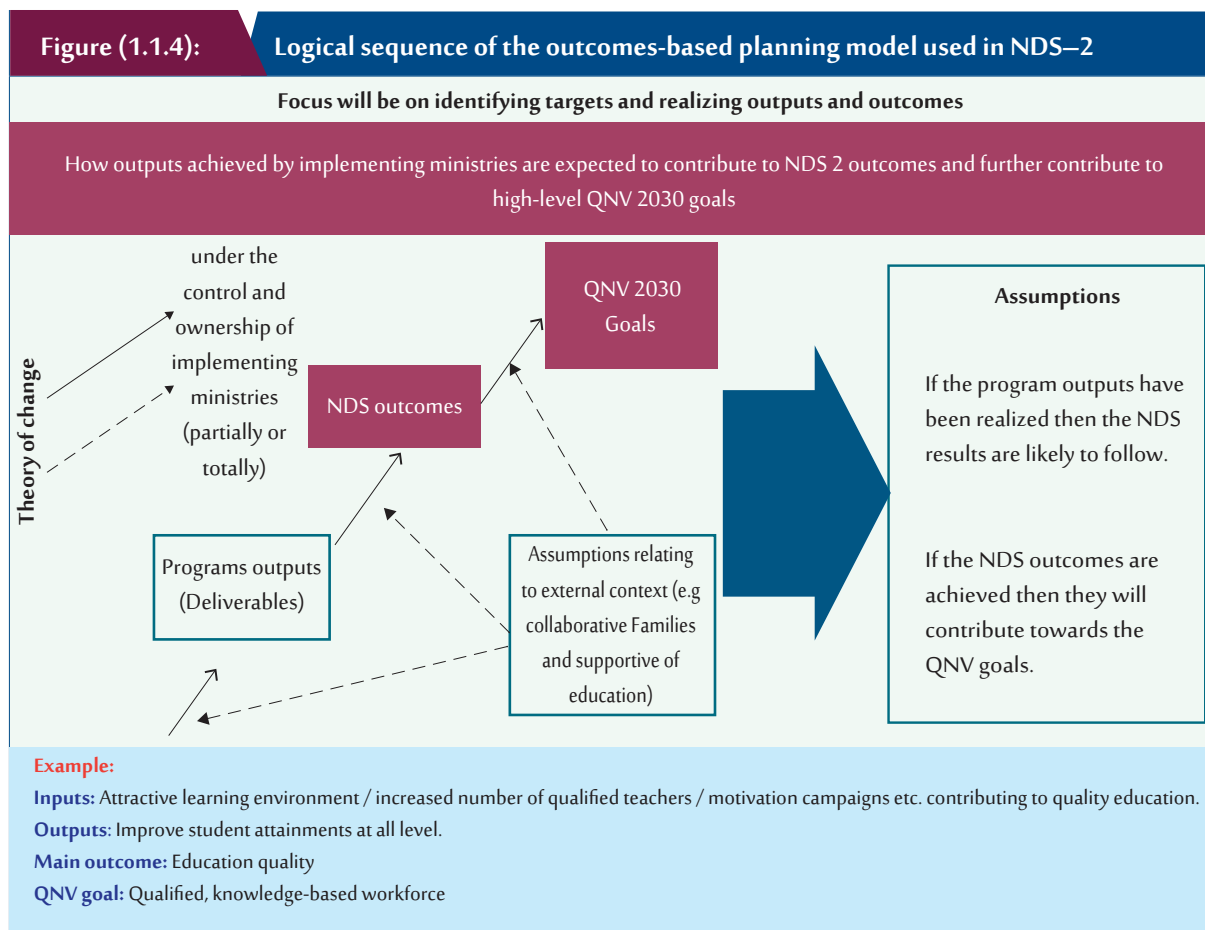 Figure (1.1.4):
Logical sequence of the outcomes-based planning model used in NDS–2
Focus will be on identifying targets and realizing outputs and outcomes
How outputs achieved by implementing ministries are expected to contribute to NDS 2 outcomes and further contribute to
high-level QNV 2030 goals
Theory of change
under the
control and
ownership of
implementing
ministries
(partially or
totally)
Programs outputs
(Deliverables)
NDS outcomes
QNV 2030
Goals
Assumptions relating
to external context (e.g
collaborative Families
and supportive of
education)
Assumptions
If the program outputs have
been realized then the NDS
results are likely to follow.
If the NDS outcomes are
achieved then they will
contribute towards the
QNV goals.
Example:
Inputs: Attractive learning environment / increased number of qualified teachers / motivation campaigns etc. contributing to quality education.
Outputs: Improve student attainments at all level.
Main outcome: Education quality
QNV goal: Qualified, knowledge-based workforce